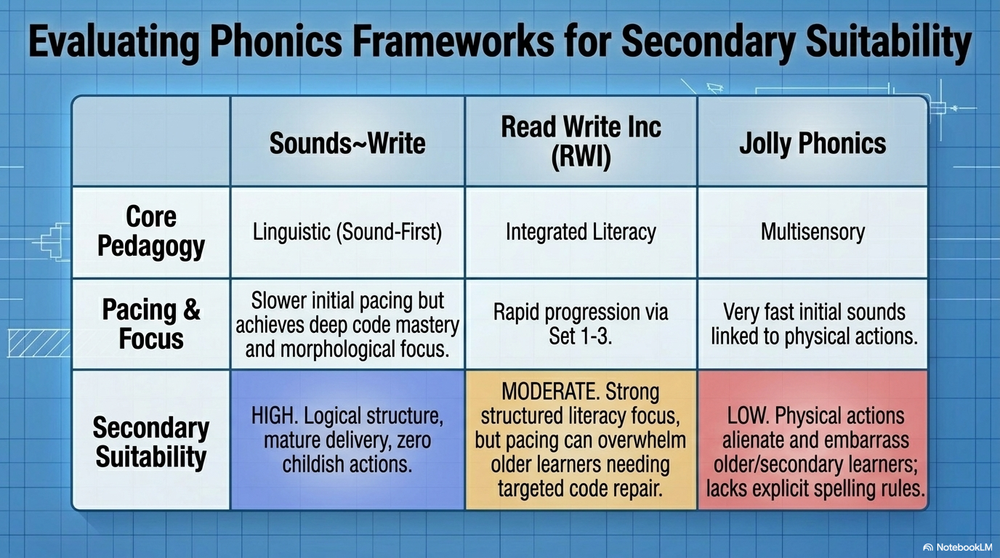 Evaluating Phonics Frameworks for Secondary Suitability
Sounds~Write
Read Write Inc
(RWI)
Jolly Phonics
Core
Pedagogy
Linguistic (Sound-First)
Integrated Literacy
Multisensory
Pacing &
Focus
Slower initial pacing but
achieves deep code mastery
and morphological focus.
Rapid progression via
Set 1-3.
Very fast initial sounds
linked to physical actions.
Secondary
Suitability
HIGH. Logical structure,
mature delivery, zero
childish actions.
MODERATE. Strong
structured literacy focus,
but pacing can overwhelm
older learners needing
targeted code repair.
LOW. Physical actions
alienate and embarrass
older/secondary learners;
lacks explicit spelling rules.
NotebookLM